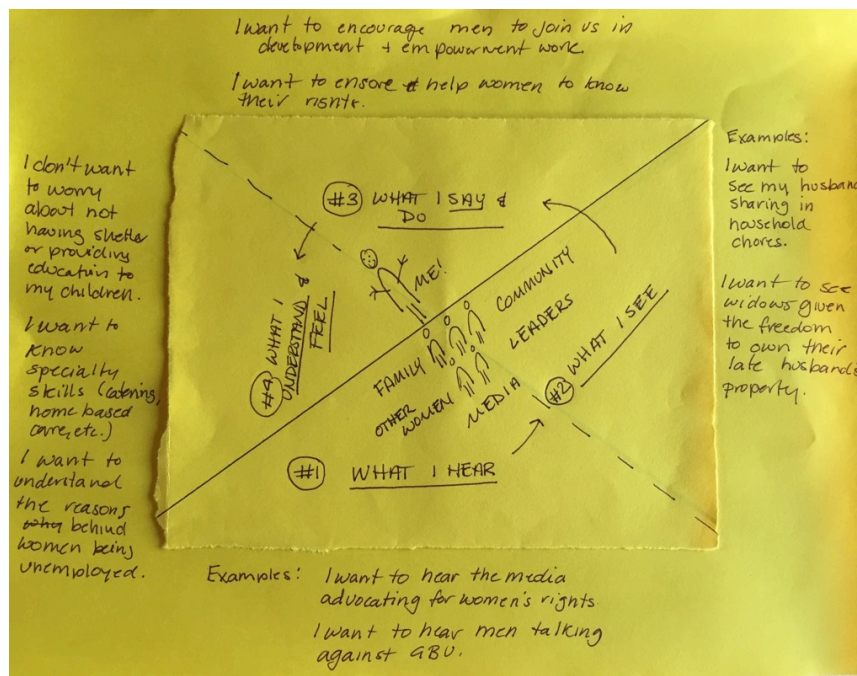 I want to encourage men to join us in
development + empowerment work.
I want to ensure help women to know
their rights.
I don't want
to worry
about not
having shelter
or providing
education to
my children.
I want to
know
specialty
skills (catering,
home based
care, etc.)
I want to
understand
the reasons
why behind
women being
unemployed.
#3 WHAT I SAY &
DO
ME!
#4 WHAT I
UNDERSTAND &
FEEL
COMMUNITY
LEADERS
FAMILY
OTHER
WOMEN
MEDIA
#2 WHAT I SEE
#1 WHAT I HEAR
Examples:
I want to
see my husband
sharing in
household
chores.
I want to see
widows given
the freedom
to own their
late husbands
property.
Examples: I want to hear the media
advocating for women's rights
I want to hear men talking
against GBV.